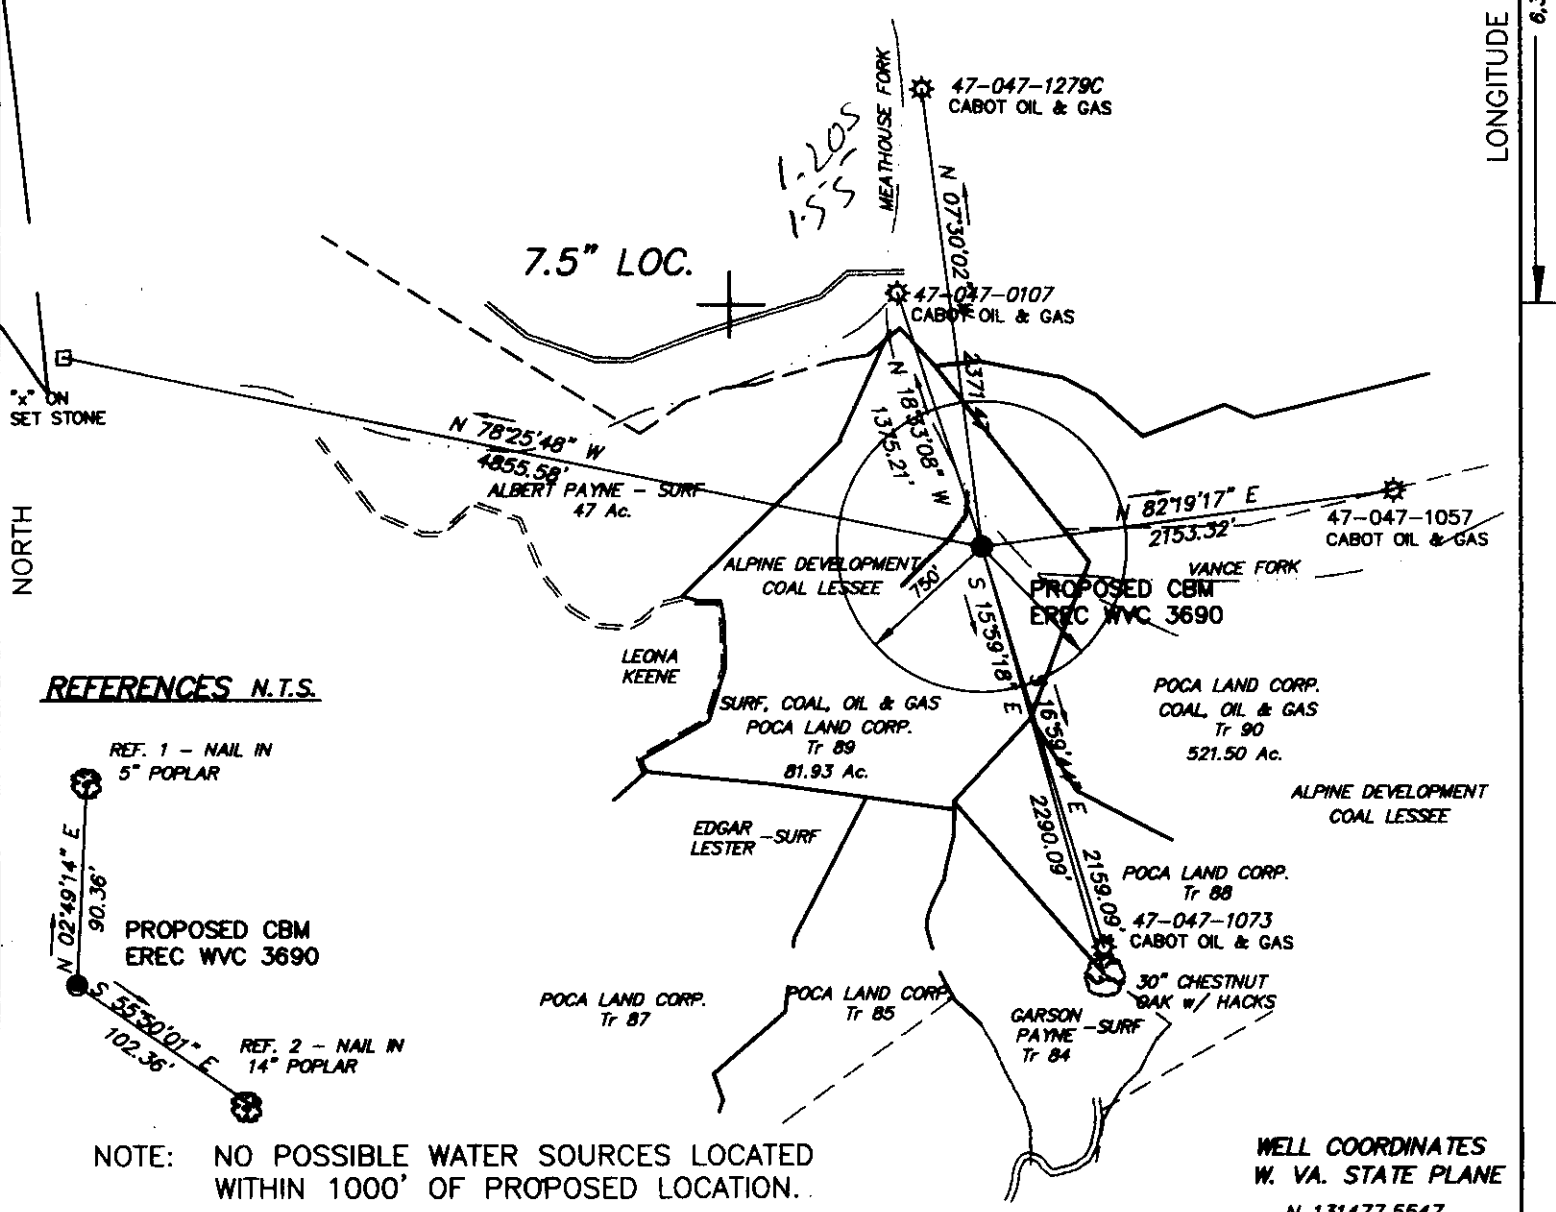 LONGITUDE
47-047-1279C
CABOT OIL & GAS
MEATHOUSE FORK
1.20S
1.55
N 07°30'02" W
2371.47
7.5" LOC.
47-047-0107
CABOT OIL & GAS
"x" ON
SET STONE
N 78°25'48" W
4855.58'
ALBERT PAYNE - SURF
47 Ac.
N 18°33'08" W
1375.21'
N 82°19'17" E
2153.32'
47-047-1057
CABOT OIL & GAS
NORTH
ALPINE DEVELOPMENT
COAL LESSEE
750'
VANCE FORK
PROPOSED CBM
EREC WVC 3690
S 15°59'18" E
LEONA
KEENE
REFERENCES N.T.S.
SURF, COAL, OIL & GAS
POCA LAND CORP.
Tr 89
81.93 Ac.
S 16°59'44" E
POCA LAND CORP.
COAL, OIL & GAS
Tr 90
521.50 Ac.
REF. 1 - NAIL IN
5" POPLAR
ALPINE DEVELOPMENT
COAL LESSEE
EDGAR
LESTER -SURF
2290.09'
2159.09'
N 02°49'14" E
90.36'
POCA LAND CORP.
Tr 88
PROPOSED CBM
EREC WVC 3690
47-047-1073
CABOT OIL & GAS
30" CHESTNUT
OAK w/ HACKS
POCA LAND CORP.
Tr 87
POCA LAND CORP.
Tr 85
GARSON
PAYNE -SURF
Tr 84
S 55°50'01" E
102.36'
REF. 2 - NAIL IN
14" POPLAR
NOTE: NO POSSIBLE WATER SOURCES LOCATED
WITHIN 1000' OF PROPOSED LOCATION.
WELL COORDINATES
W. VA. STATE PLANE
N 131477.5547